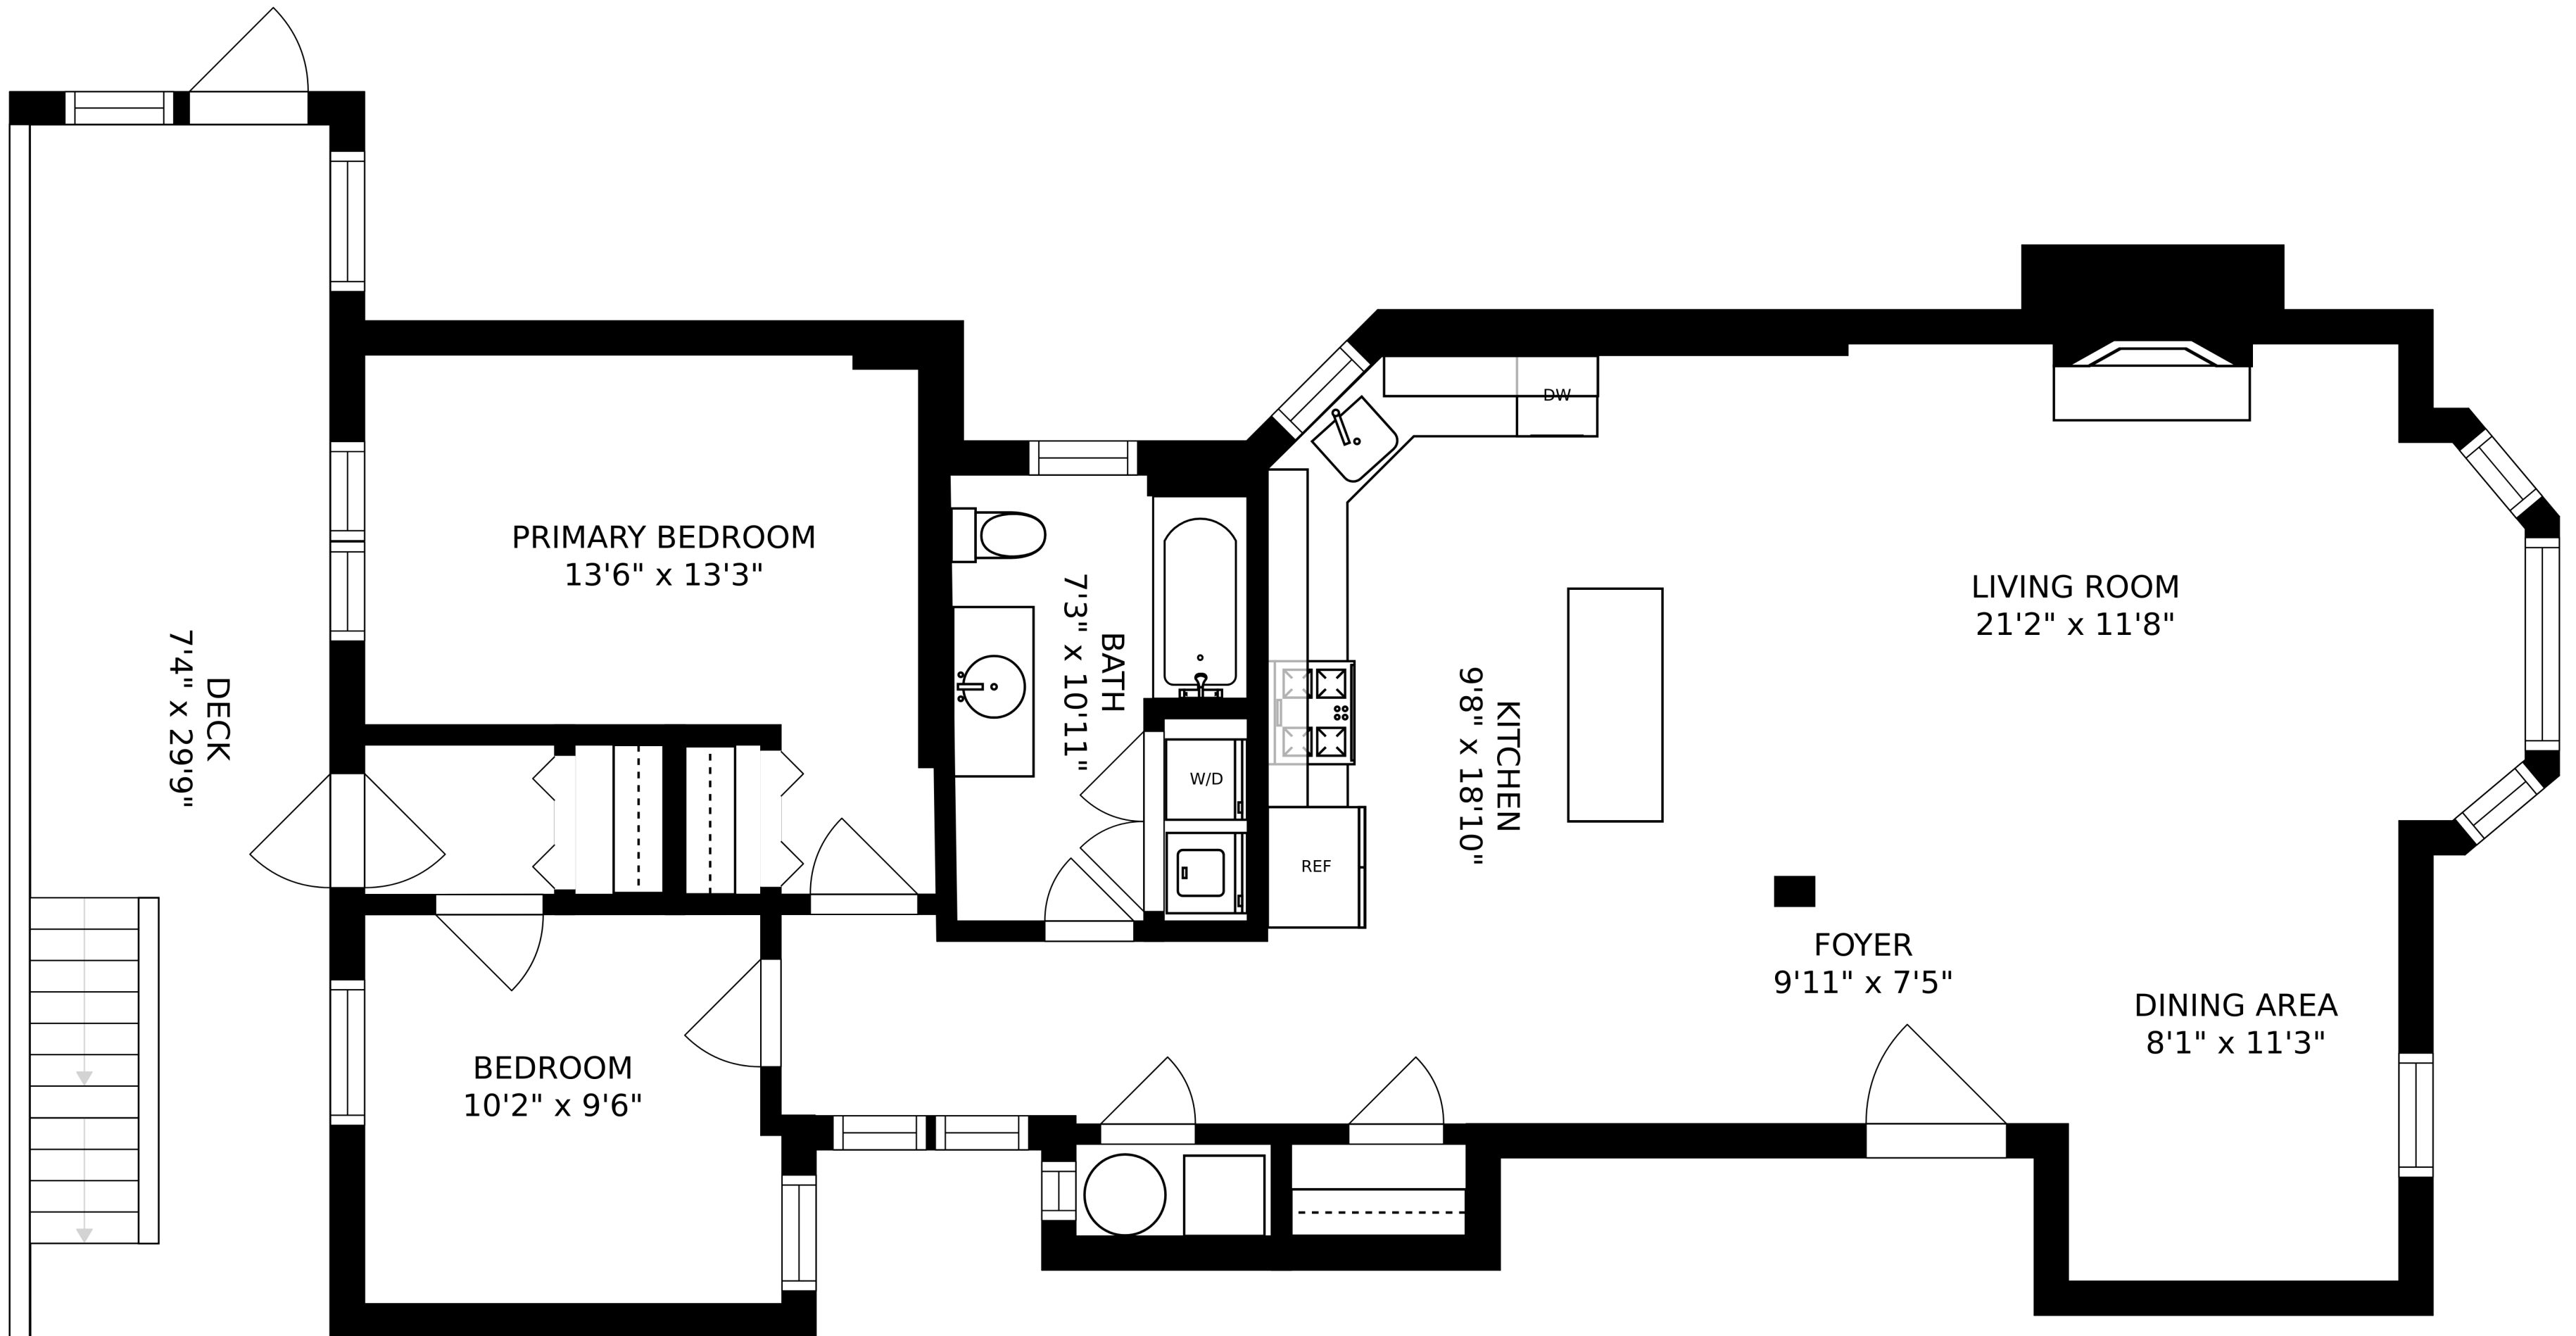 PRIMARY BEDROOM
13'6" x 13'3"
DECK
7'4" x 29'9"
BEDROOM
10'2" x 9'6"
BATH
7'3" x 10'11"
W/D
DW
REF
KITCHEN
9'8" x 18'10"
LIVING ROOM
21'2" x 11'8"
FOYER
9'11" x 7'5"
DINING AREA
8'1" x 11'3"